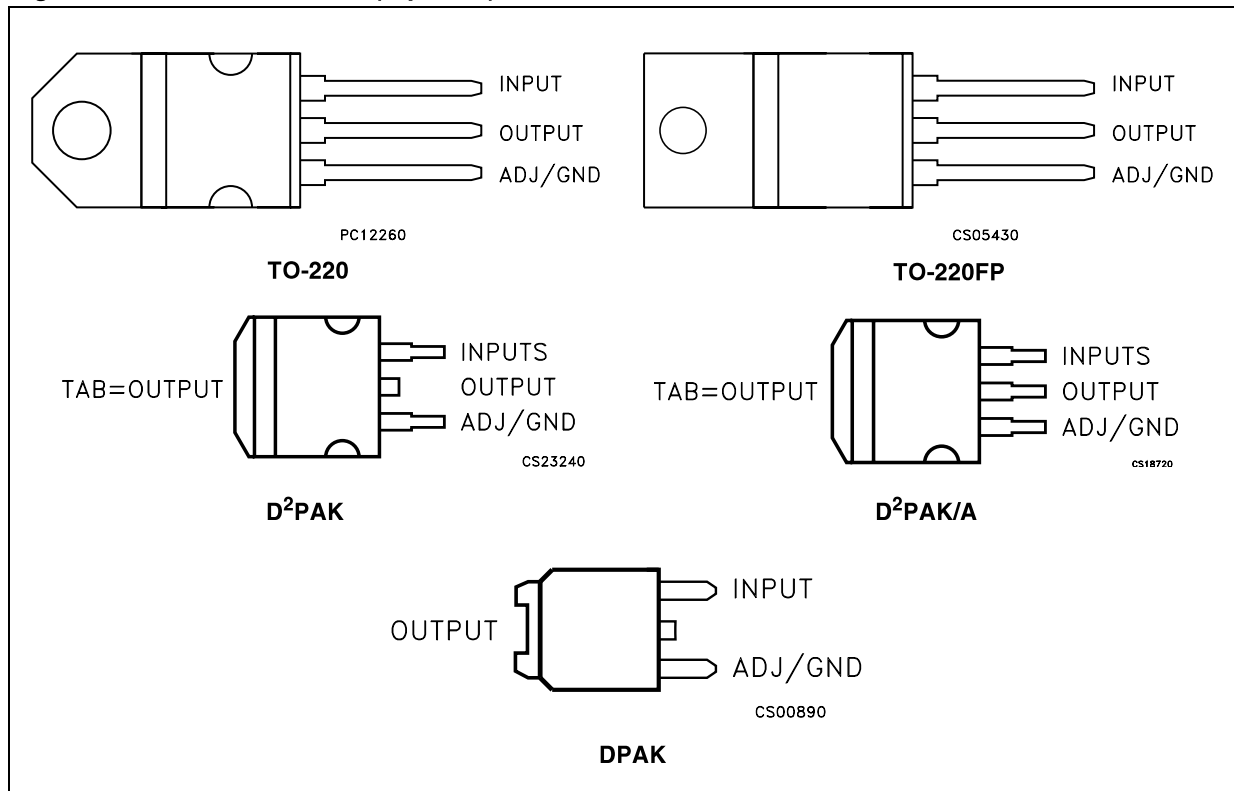 INPUT
OUTPUT
ADJ/GND
PC12260
TO-220
INPUT
OUTPUT
ADJ/GND
CS05430
TO-220FP
TAB=OUTPUT
INPUTS
OUTPUT
ADJ/GND
CS23240
D²PAK
TAB=OUTPUT
INPUTS
OUTPUT
ADJ/GND
CS18720
D²PAK/A
OUTPUT
INPUT
ADJ/GND
CS00890
DPAK